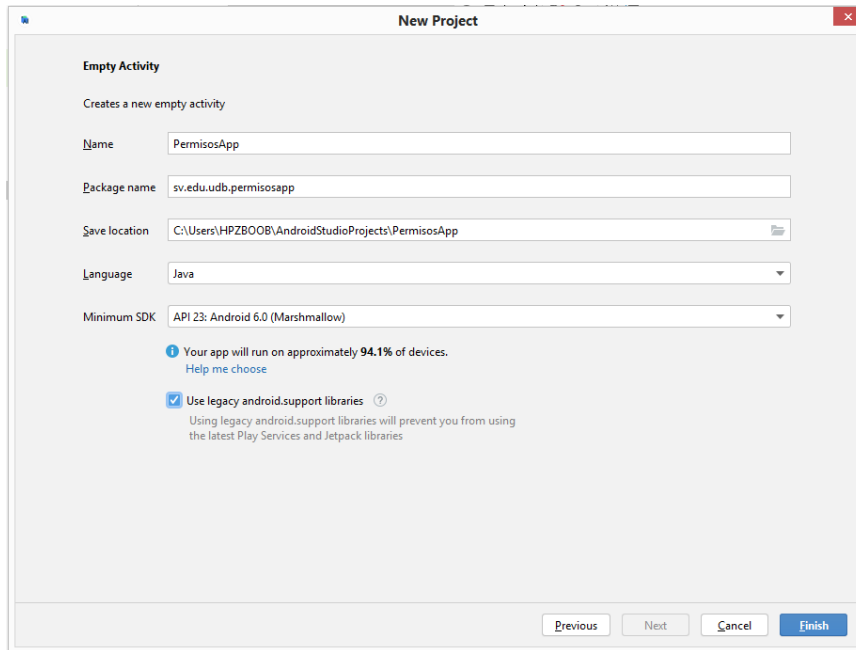 New Project
Empty Activity
Creates a new empty activity
Name PermisosApp
Package name sv.edu.udb.permisosapp
Save location C:\Users\HPZBOOB\AndroidStudioProjects\PermisosApp
Language Java
Minimum SDK API 23: Android 6.0 (Marshmallow)
Your app will run on approximately 94.1% of devices.
Help me choose
Use legacy android.support libraries ?
Using legacy android.support libraries will prevent you from using
the latest Play Services and Jetpack libraries
Previous Next Cancel Finish